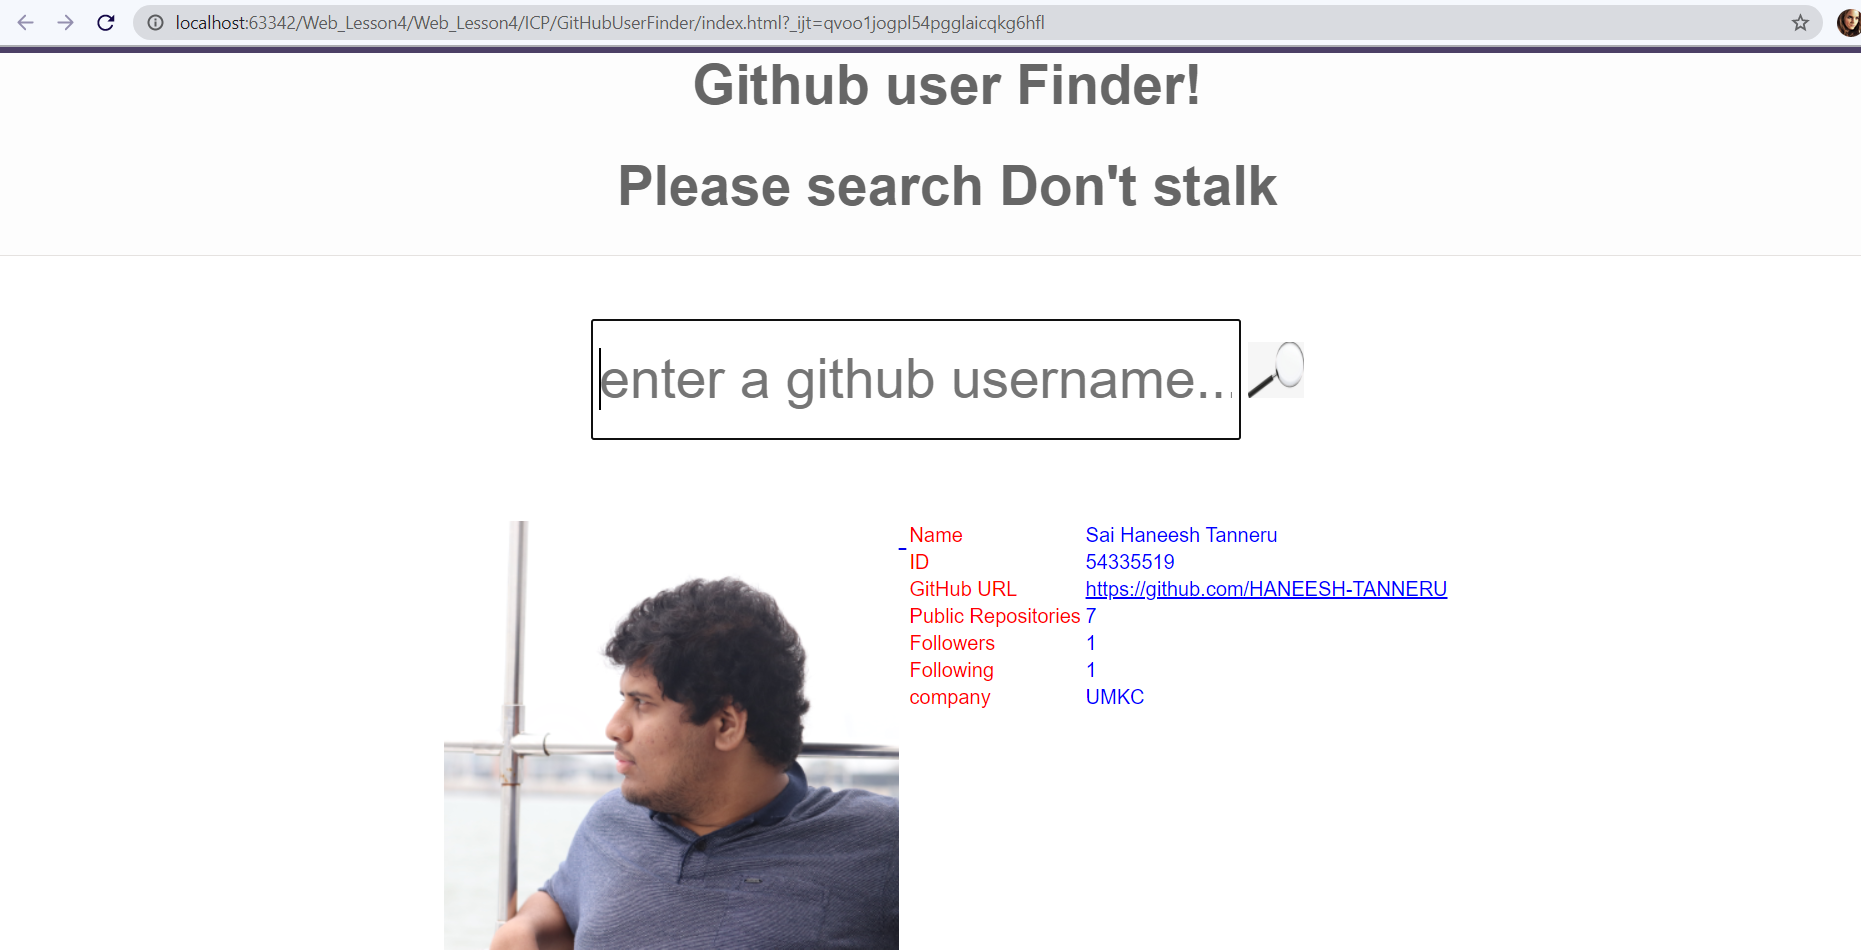 localhost:63342/Web_Lesson4/Web_Lesson4/ICP/GitHubUserFinder/index.html?_ijt=qvoo1jogpl54pgglaicqkg6hfl
Github user Finder!
Please search Don't stalk
enter a github username...
Name Sai Haneesh Tanneru
ID 54335519
GitHub URL https://github.com/HANEESH-TANNERU
Public Repositories 7
Followers 1
Following 1
company UMKC